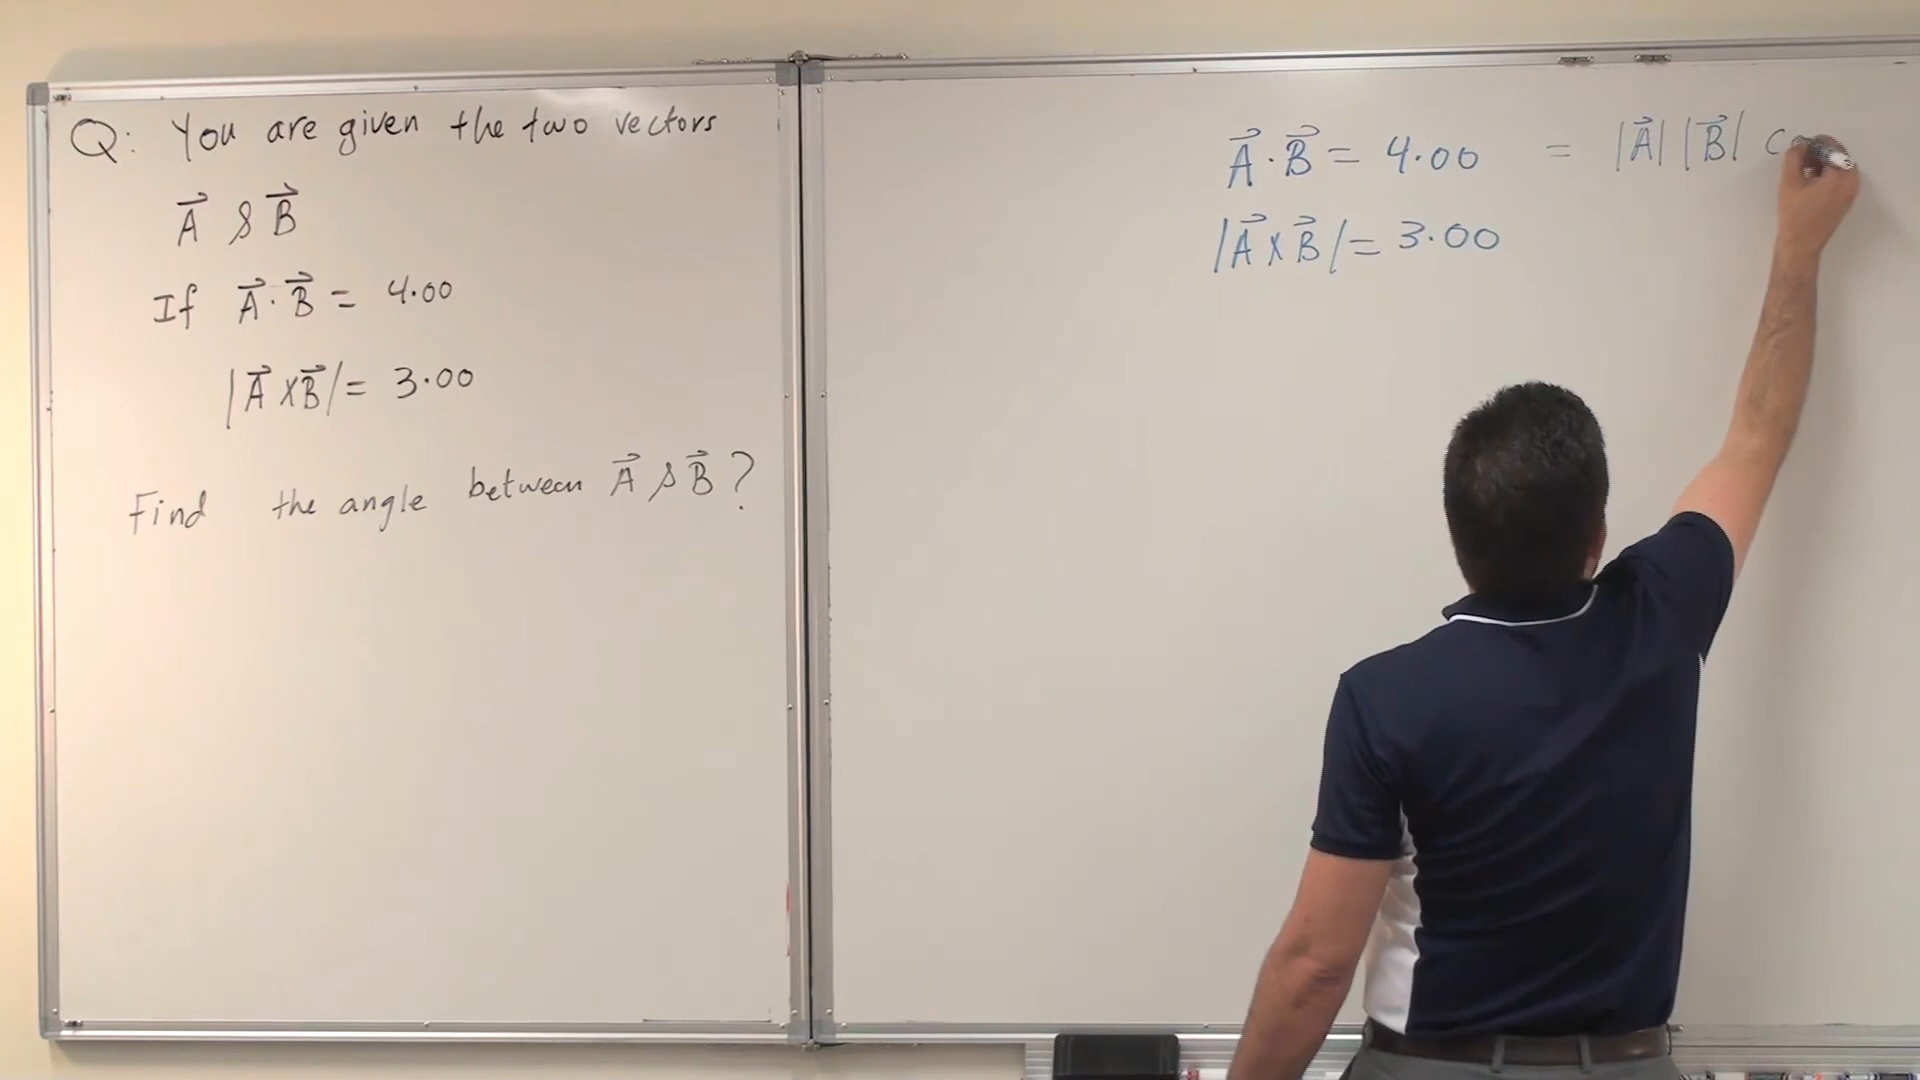 Q: You are given the two vectors
A⃗ & B⃗
If A⃗ · B⃗ = 4.00
|A⃗ × B⃗| = 3.00
Find the angle between A⃗ & B⃗?
A⃗ · B⃗ = 4.00 = |A⃗| |B⃗|
|A⃗ × B⃗| = 3.00